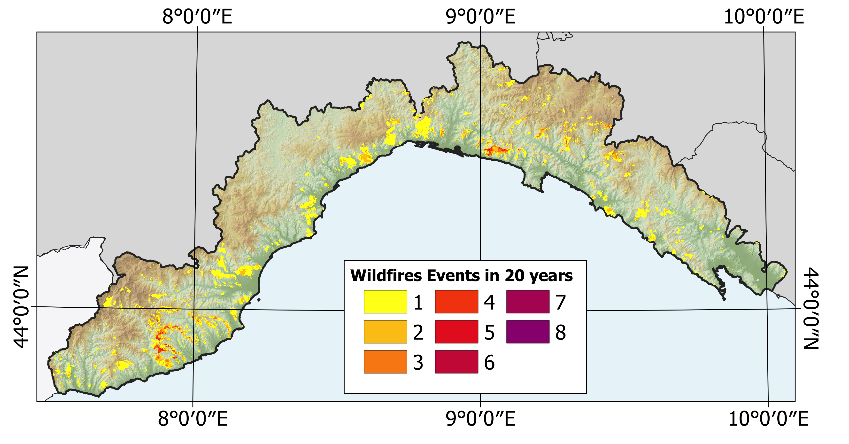 8°0′0″E 9°0′0″E 10°0′0″E
44°0′0″N
44°0′0″N
Wildfires Events in 20 years
1 4 7
2 5 8
3 6
8°0′0″E 9°0′0″E 10°0′0″E